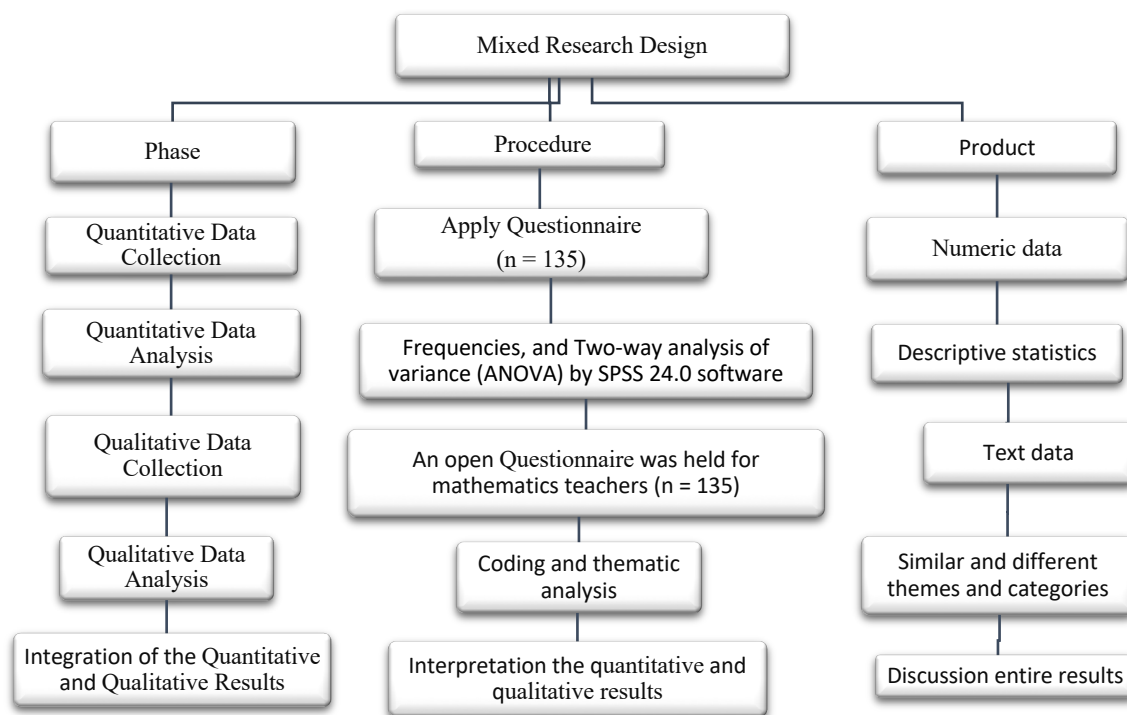 Mixed Research Design
Phase
Quantitative Data
Collection
Quantitative Data
Analysis
Qualitative Data
Collection
Qualitative Data
Analysis
Integration of the Quantitative
and Qualitative Results
Procedure
Apply Questionnaire
(n = 135)
Frequencies, and Two-way analysis of
variance (ANOVA) by SPSS 24.0 software
An open Questionnaire was held for
mathematics teachers (n = 135)
Coding and thematic
analysis
Interpretation the quantitative and
qualitative results
Product
Numeric data
Descriptive statistics
Text data
Similar and different
themes and categories
Discussion entire results